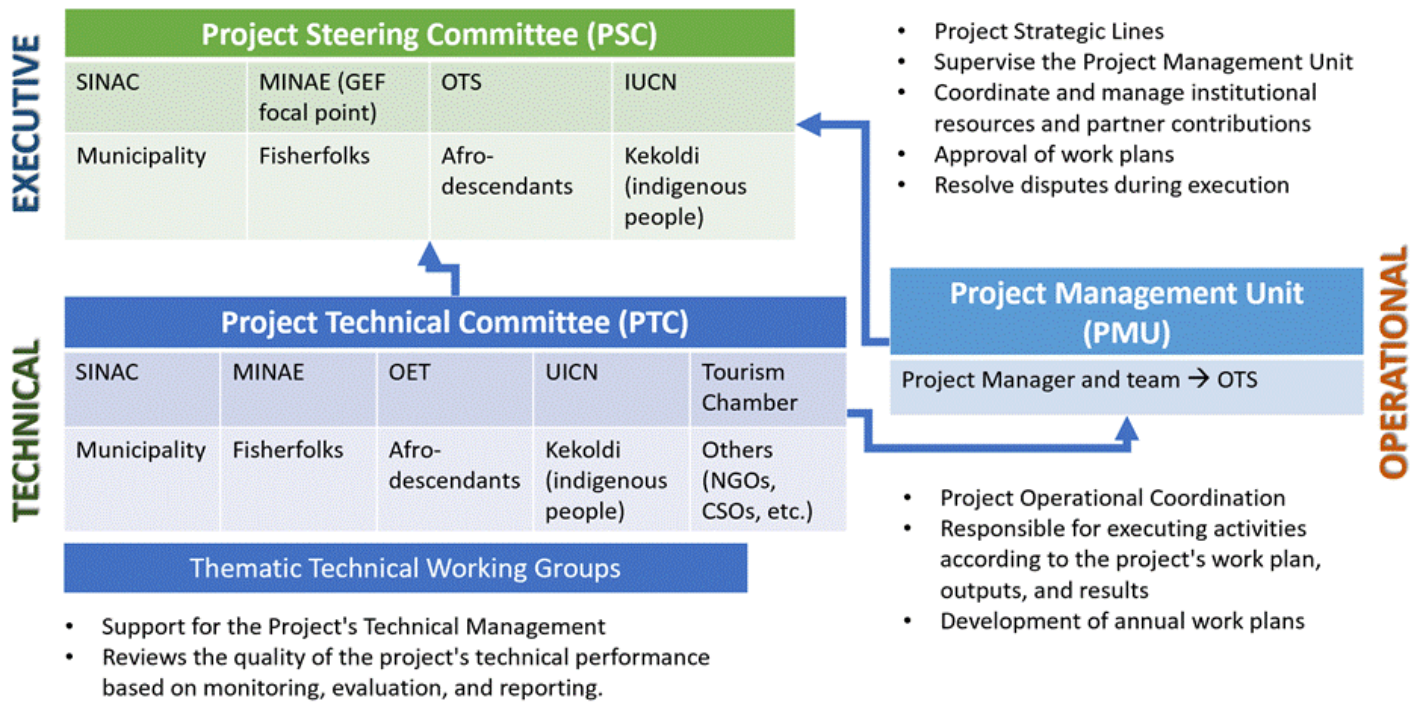 EXECUTIVE
Project Steering Committee (PSC)
SINAC
MINAE (GEF
focal point)
OTS
IUCN
Municipality
Fisherfolks
Afro-
descendants
Kekoldi
(indigenous
people)
• Project Strategic Lines
• Supervise the Project Management Unit
• Coordinate and manage institutional
resources and partner contributions
• Approval of work plans
• Resolve disputes during execution
TECHNICAL
Project Technical Committee (PTC)
SINAC
MINAE
OET
UICN
Tourism
Chamber
Municipality
Fisherfolks
Afro-
descendants
Kekoldi
(indigenous
people)
Others
(NGOs,
CSOs, etc.)
Thematic Technical Working Groups
• Support for the Project's Technical Management
• Reviews the quality of the project's technical performance
based on monitoring, evaluation, and reporting.
OPERATIONAL
Project Management Unit
(PMU)
Project Manager and team → OTS
• Project Operational Coordination
• Responsible for executing activities
according to the project's work plan,
outputs, and results
• Development of annual work plans